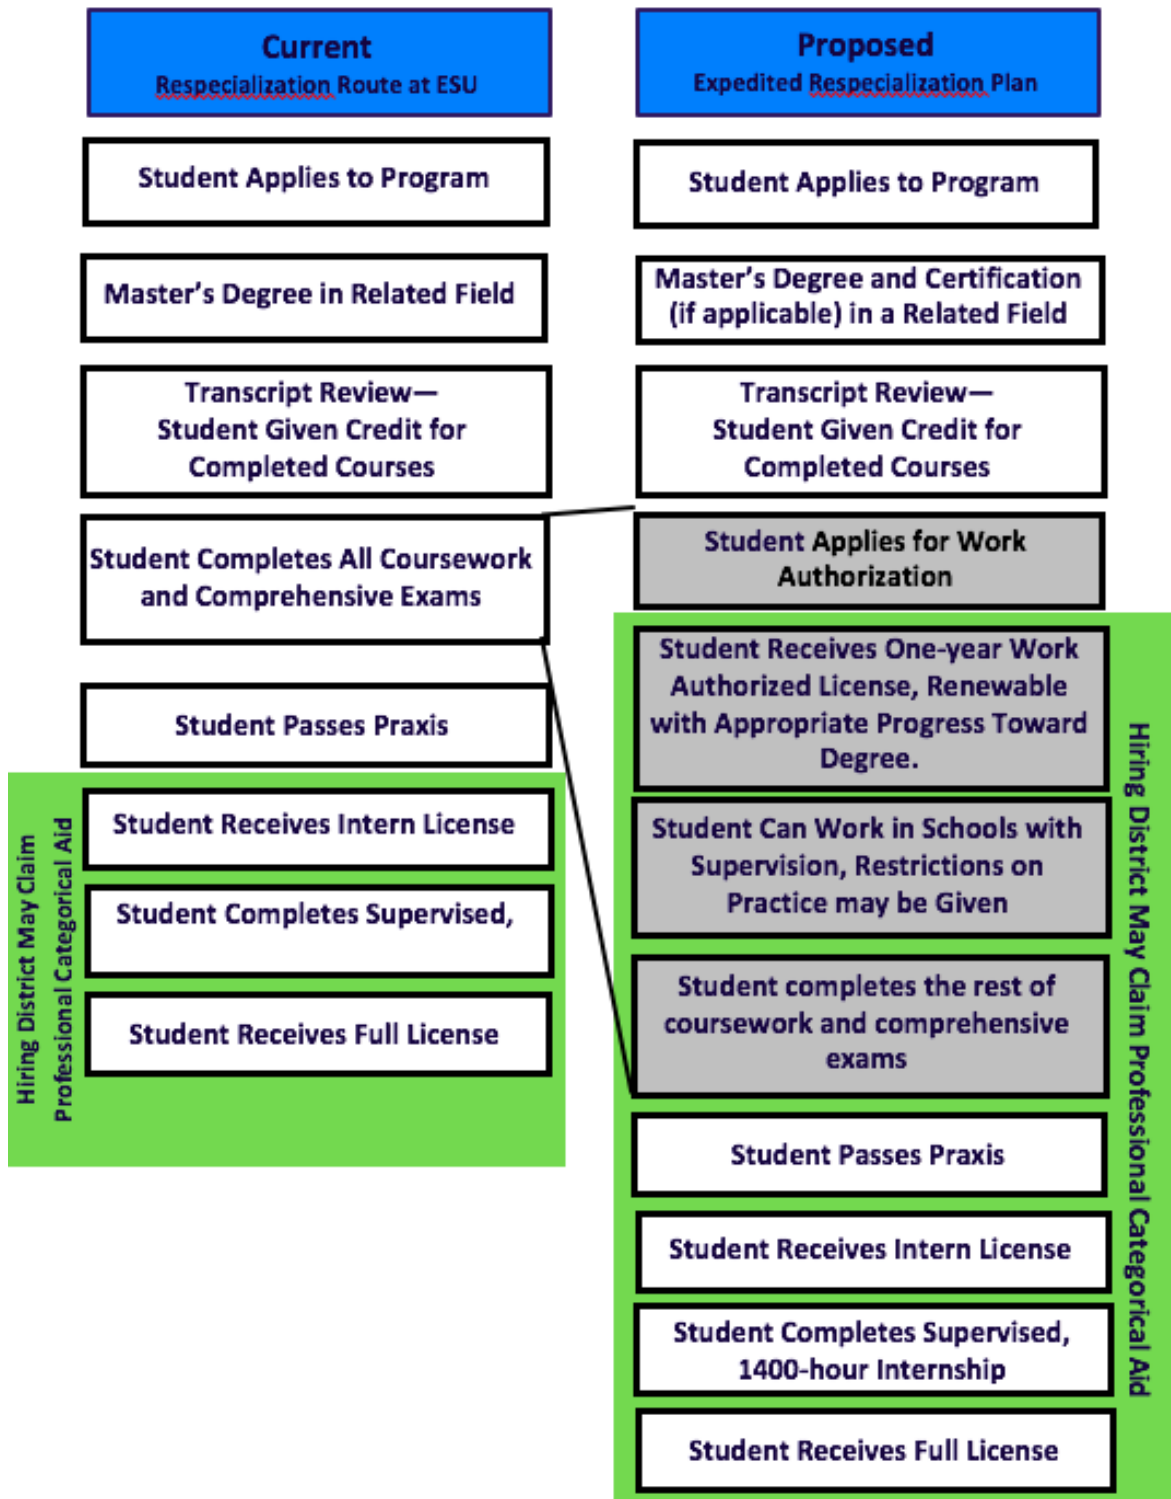 Current
Respecialization Route at ESU
Student Applies to Program
Master's Degree in Related Field
Transcript Review—
Student Given Credit for
Completed Courses
Student Completes All Coursework
and Comprehensive Exams
Student Passes Praxis
Student Receives Intern License
Student Completes Supervised,
Student Receives Full License
Hiring District May Claim
Professional Categorical Aid
Proposed
Expedited Respecialization Plan
Student Applies to Program
Master's Degree and Certification
(if applicable) in a Related Field
Transcript Review—
Student Given Credit for
Completed Courses
Student Applies for Work
Authorization
Student Receives One-year Work
Authorized License, Renewable
with Appropriate Progress Toward
Degree.
Student Can Work in Schools with
Supervision, Restrictions on
Practice may be Given
Student completes the rest of
coursework and comprehensive
exams
Student Passes Praxis
Student Receives Intern License
Student Completes Supervised,
1400-hour Internship
Student Receives Full License
Hiring District May Claim Professional Categorical Aid